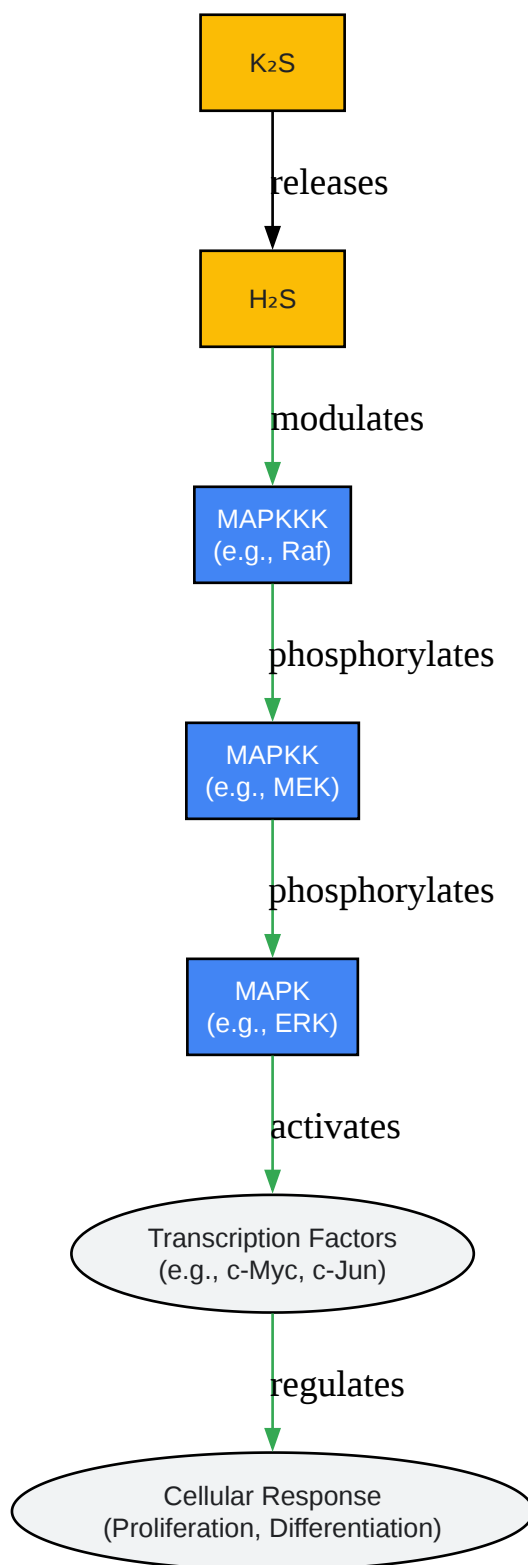 K₂S
releases
H₂S
modulates
MAPKKK
(e.g., Raf)
phosphorylates
MAPKK
(e.g., MEK)
phosphorylates
MAPK
(e.g., ERK)
activates
Transcription Factors
(e.g., c-Myc, c-Jun)
regulates
Cellular Response
(Proliferation, Differentiation)